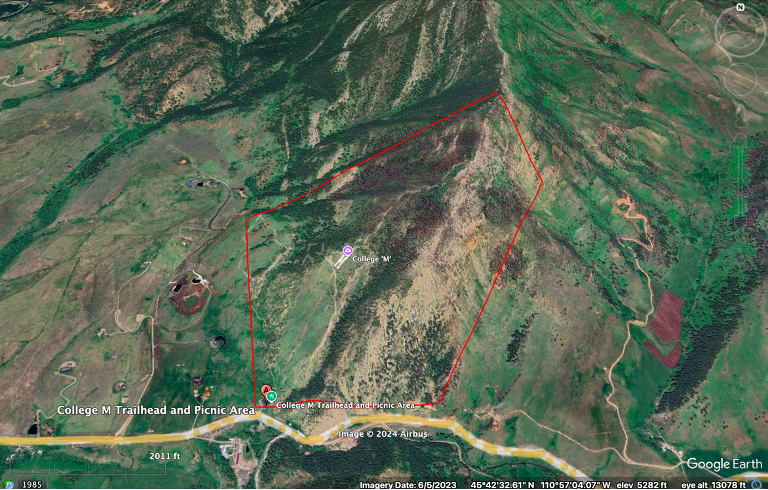 N
College 'M'
College M Trailhead and Picnic Area
College M Trailhead and Picnic Area
Image © 2024 Airbus
2011 ft
Google Earth
1985
Imagery Date: 6/5/2023 45°42'32.61" N 110°57'04.07" W elev 5282 ft eye alt 13078 ft